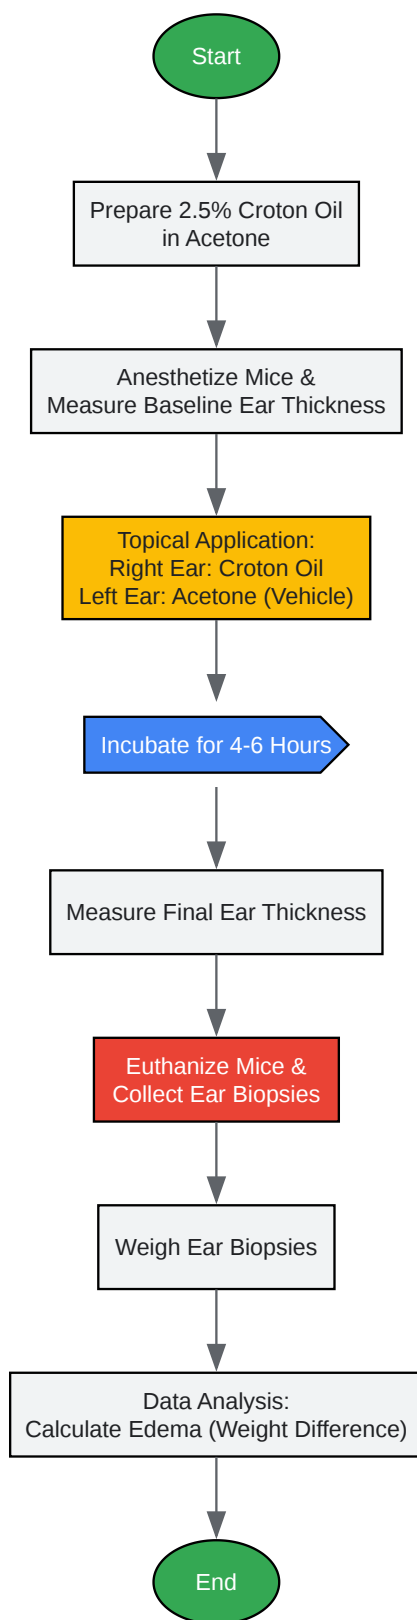 Start
Prepare 2.5% Croton Oil
in Acetone
Anesthetize Mice &
Measure Baseline Ear Thickness
Topical Application:
Right Ear: Croton Oil
Left Ear: Acetone (Vehicle)
Incubate for 4-6 Hours
Measure Final Ear Thickness
Euthanize Mice &
Collect Ear Biopsies
Weigh Ear Biopsies
Data Analysis:
Calculate Edema (Weight Difference)
End